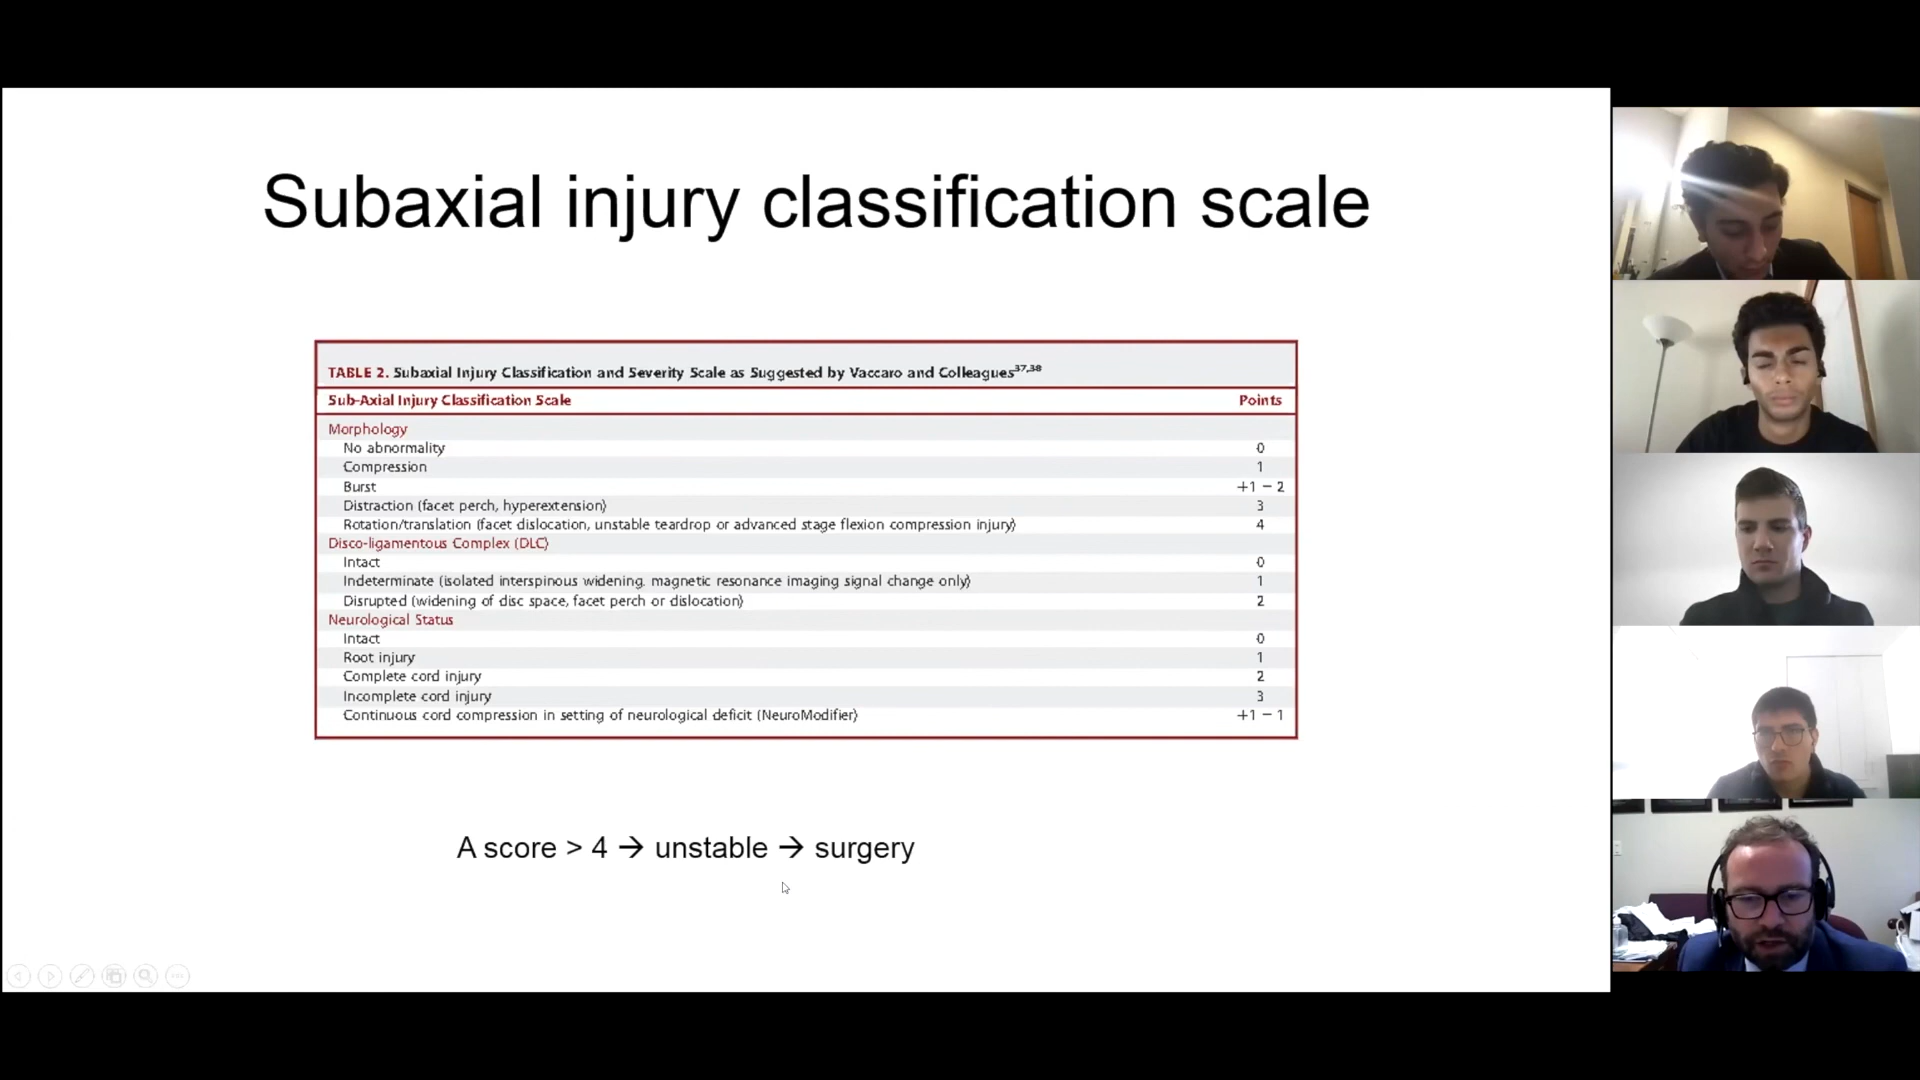 Subaxial injury classification scale
TABLE 2. Subaxial Injury Classification and Severity Scale as Suggested by Vaccaro and Colleagues37,38
Sub-Axial Injury Classification Scale Points
Morphology
No abnormality 0
Compression 1
Burst +1 − 2
Distraction (facet perch, hyperextension) 3
Rotation/translation (facet dislocation, unstable teardrop or advanced stage flexion compression injury) 4
Disco-ligamentous Complex (DLC)
Intact 0
Indeterminate (isolated interspinous widening. magnetic resonance imaging signal change only) 1
Disrupted (widening of disc space, facet perch or dislocation) 2
Neurological Status
Intact 0
Root injury 1
Complete cord injury 2
Incomplete cord injury 3
Continuous cord compression in setting of neurological deficit (NeuroModifier) +1 − 1
A score > 4 → unstable → surgery